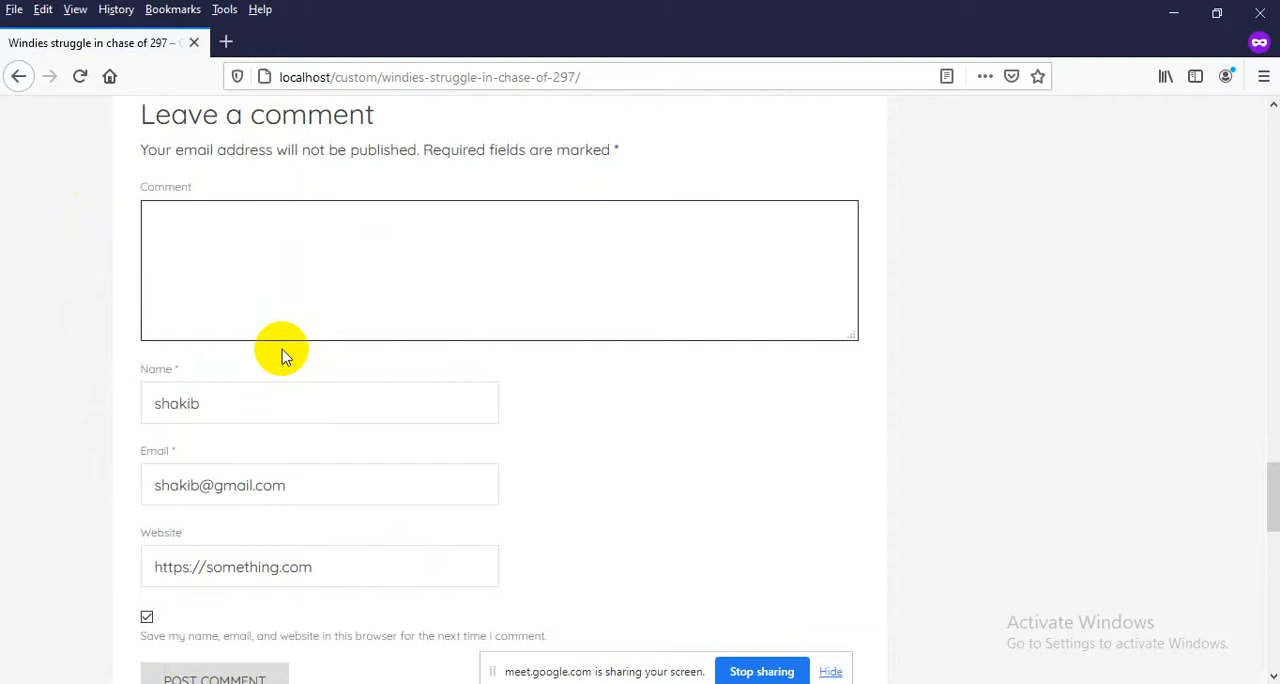 File Edit View History Bookmarks Tools Help
Windies struggle in chase of 297 –
localhost/custom/windies-struggle-in-chase-of-297/
Leave a comment
Your email address will not be published. Required fields are marked *
Comment
Name *
shakib
Email *
shakib@gmail.com
Website
https://something.com
Save my name, email, and website in this browser for the next time I comment.
POST COMMENT
Activate Windows
Go to Settings to activate Windows.
meet.google.com is sharing your screen. Stop sharing Hide